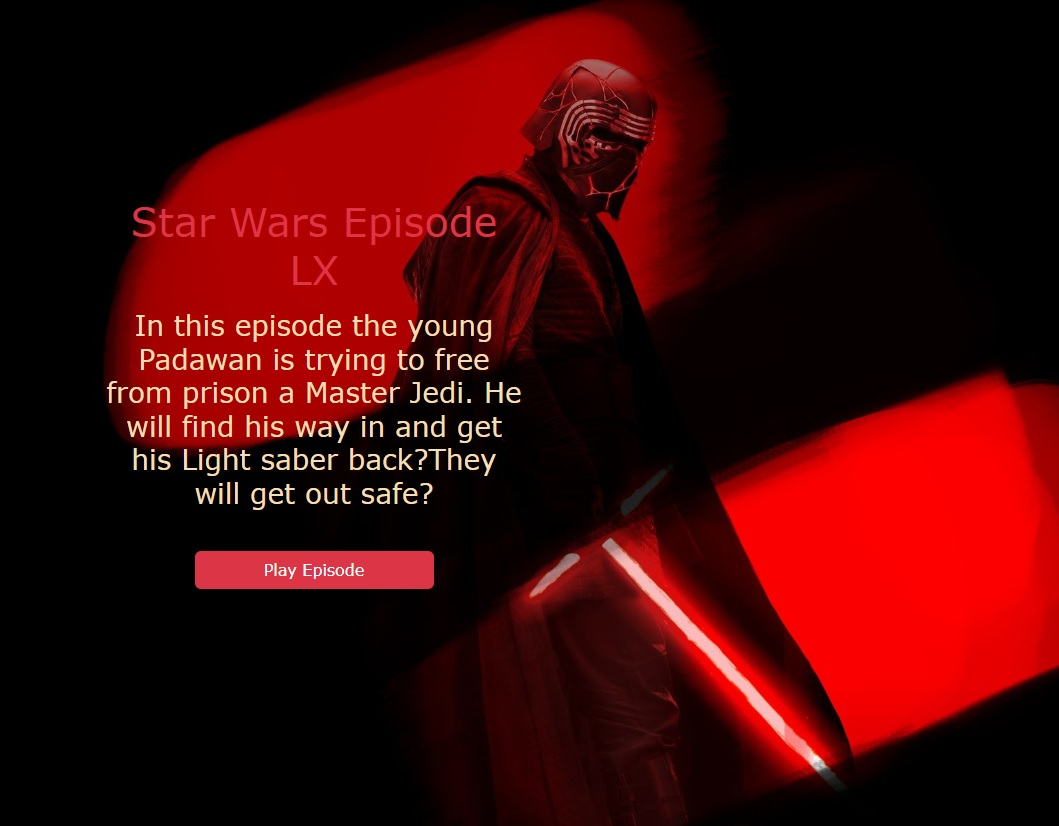 Star Wars Episode
LX
In this episode the young
Padawan is trying to free
from prison a Master Jedi. He
will find his way in and get
his Light saber back?They
will get out safe?
Play Episode